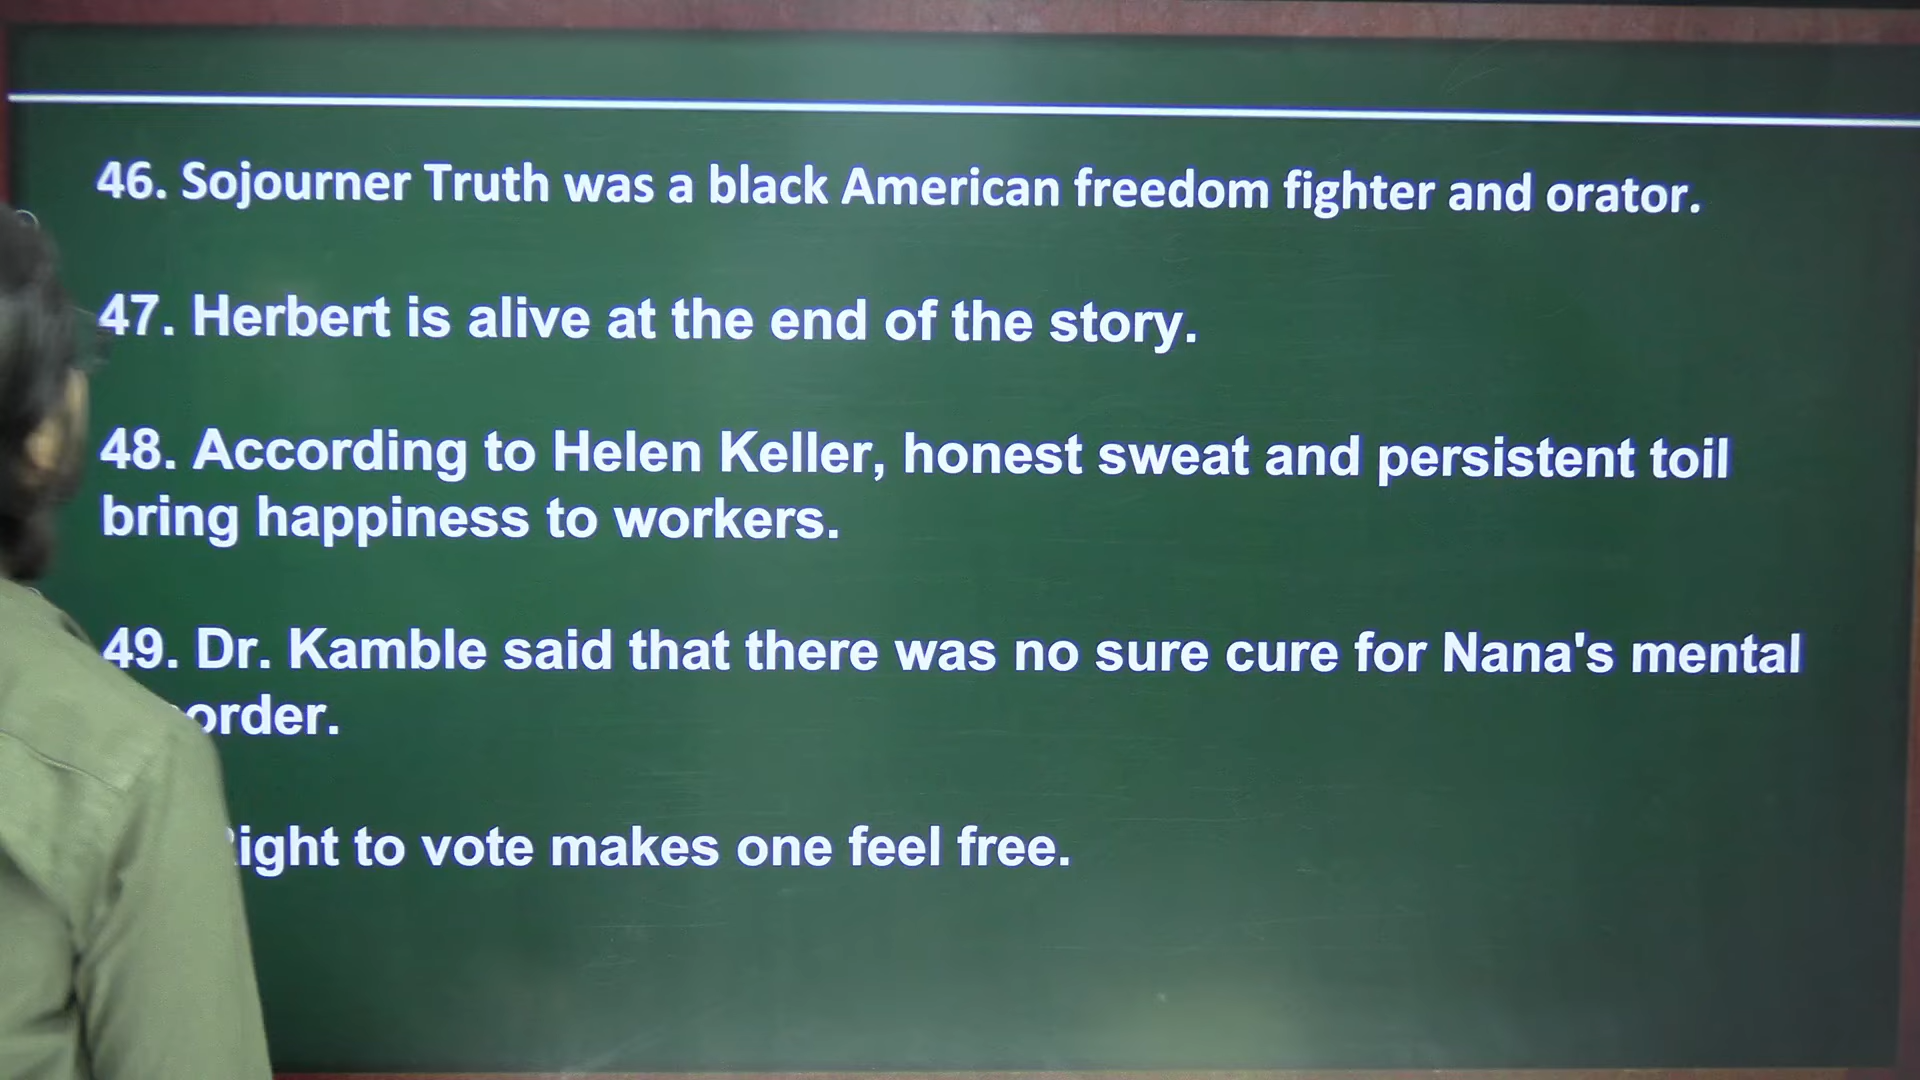 46. Sojourner Truth was a black American freedom fighter and orator.
47. Herbert is alive at the end of the story.
48. According to Helen Keller, honest sweat and persistent toil
bring happiness to workers.
49. Dr. Kamble said that there was no sure cure for Nana's mental
to vote makes one feel free.